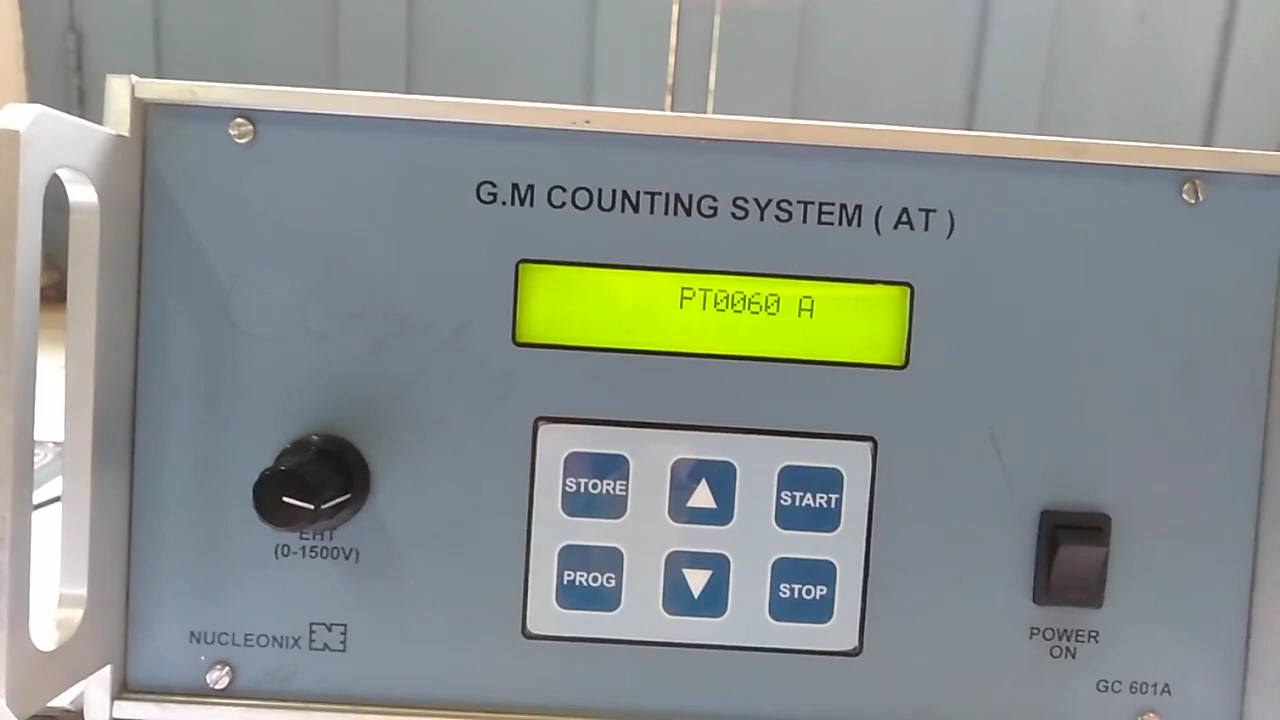 G.M COUNTING SYSTEM ( AT )
PT0060 A
STORE
START
PROG
STOP
EHT
(0-1500V)
NUCLEONIX
POWER
ON
GC 601A